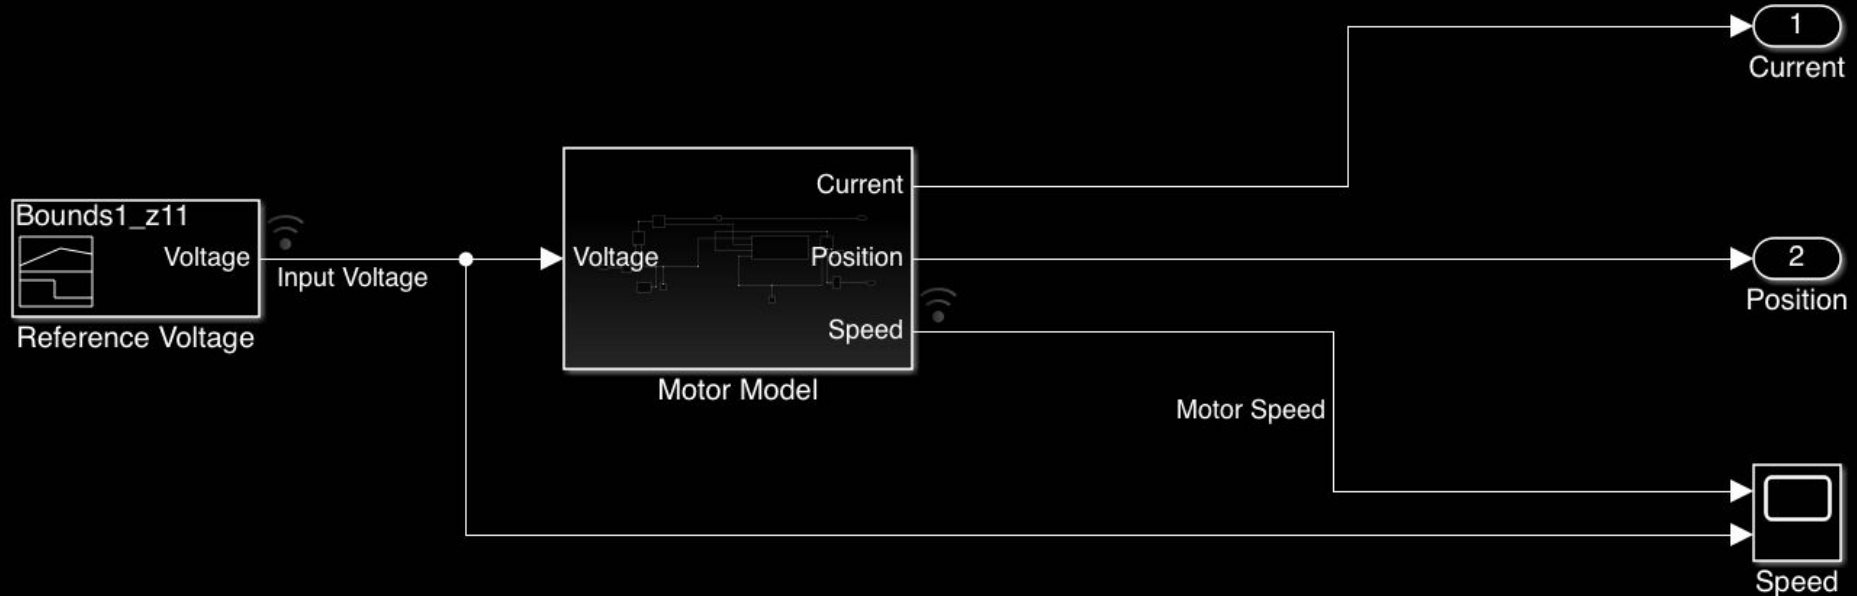 1
Current
Bounds1_z11
Voltage
Input Voltage
Reference Voltage
Current
Voltage
Position
Speed
Motor Model
2
Position
Motor Speed
Speed